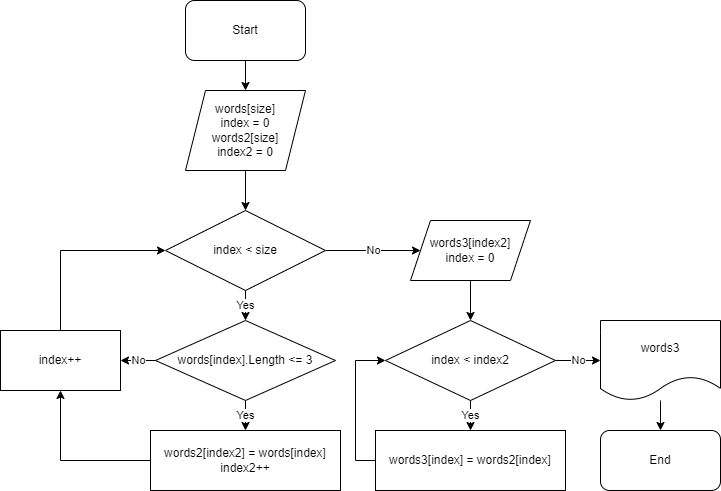 Start
words[size]
index = 0
words2[size]
index2 = 0
index < size
No
words3[index2]
index = 0
Yes
index++
No
words[index].Length <= 3
index < index2
No
words3
Yes
Yes
words2[index2] = words[index]
index2++
words3[index] = words2[index]
End